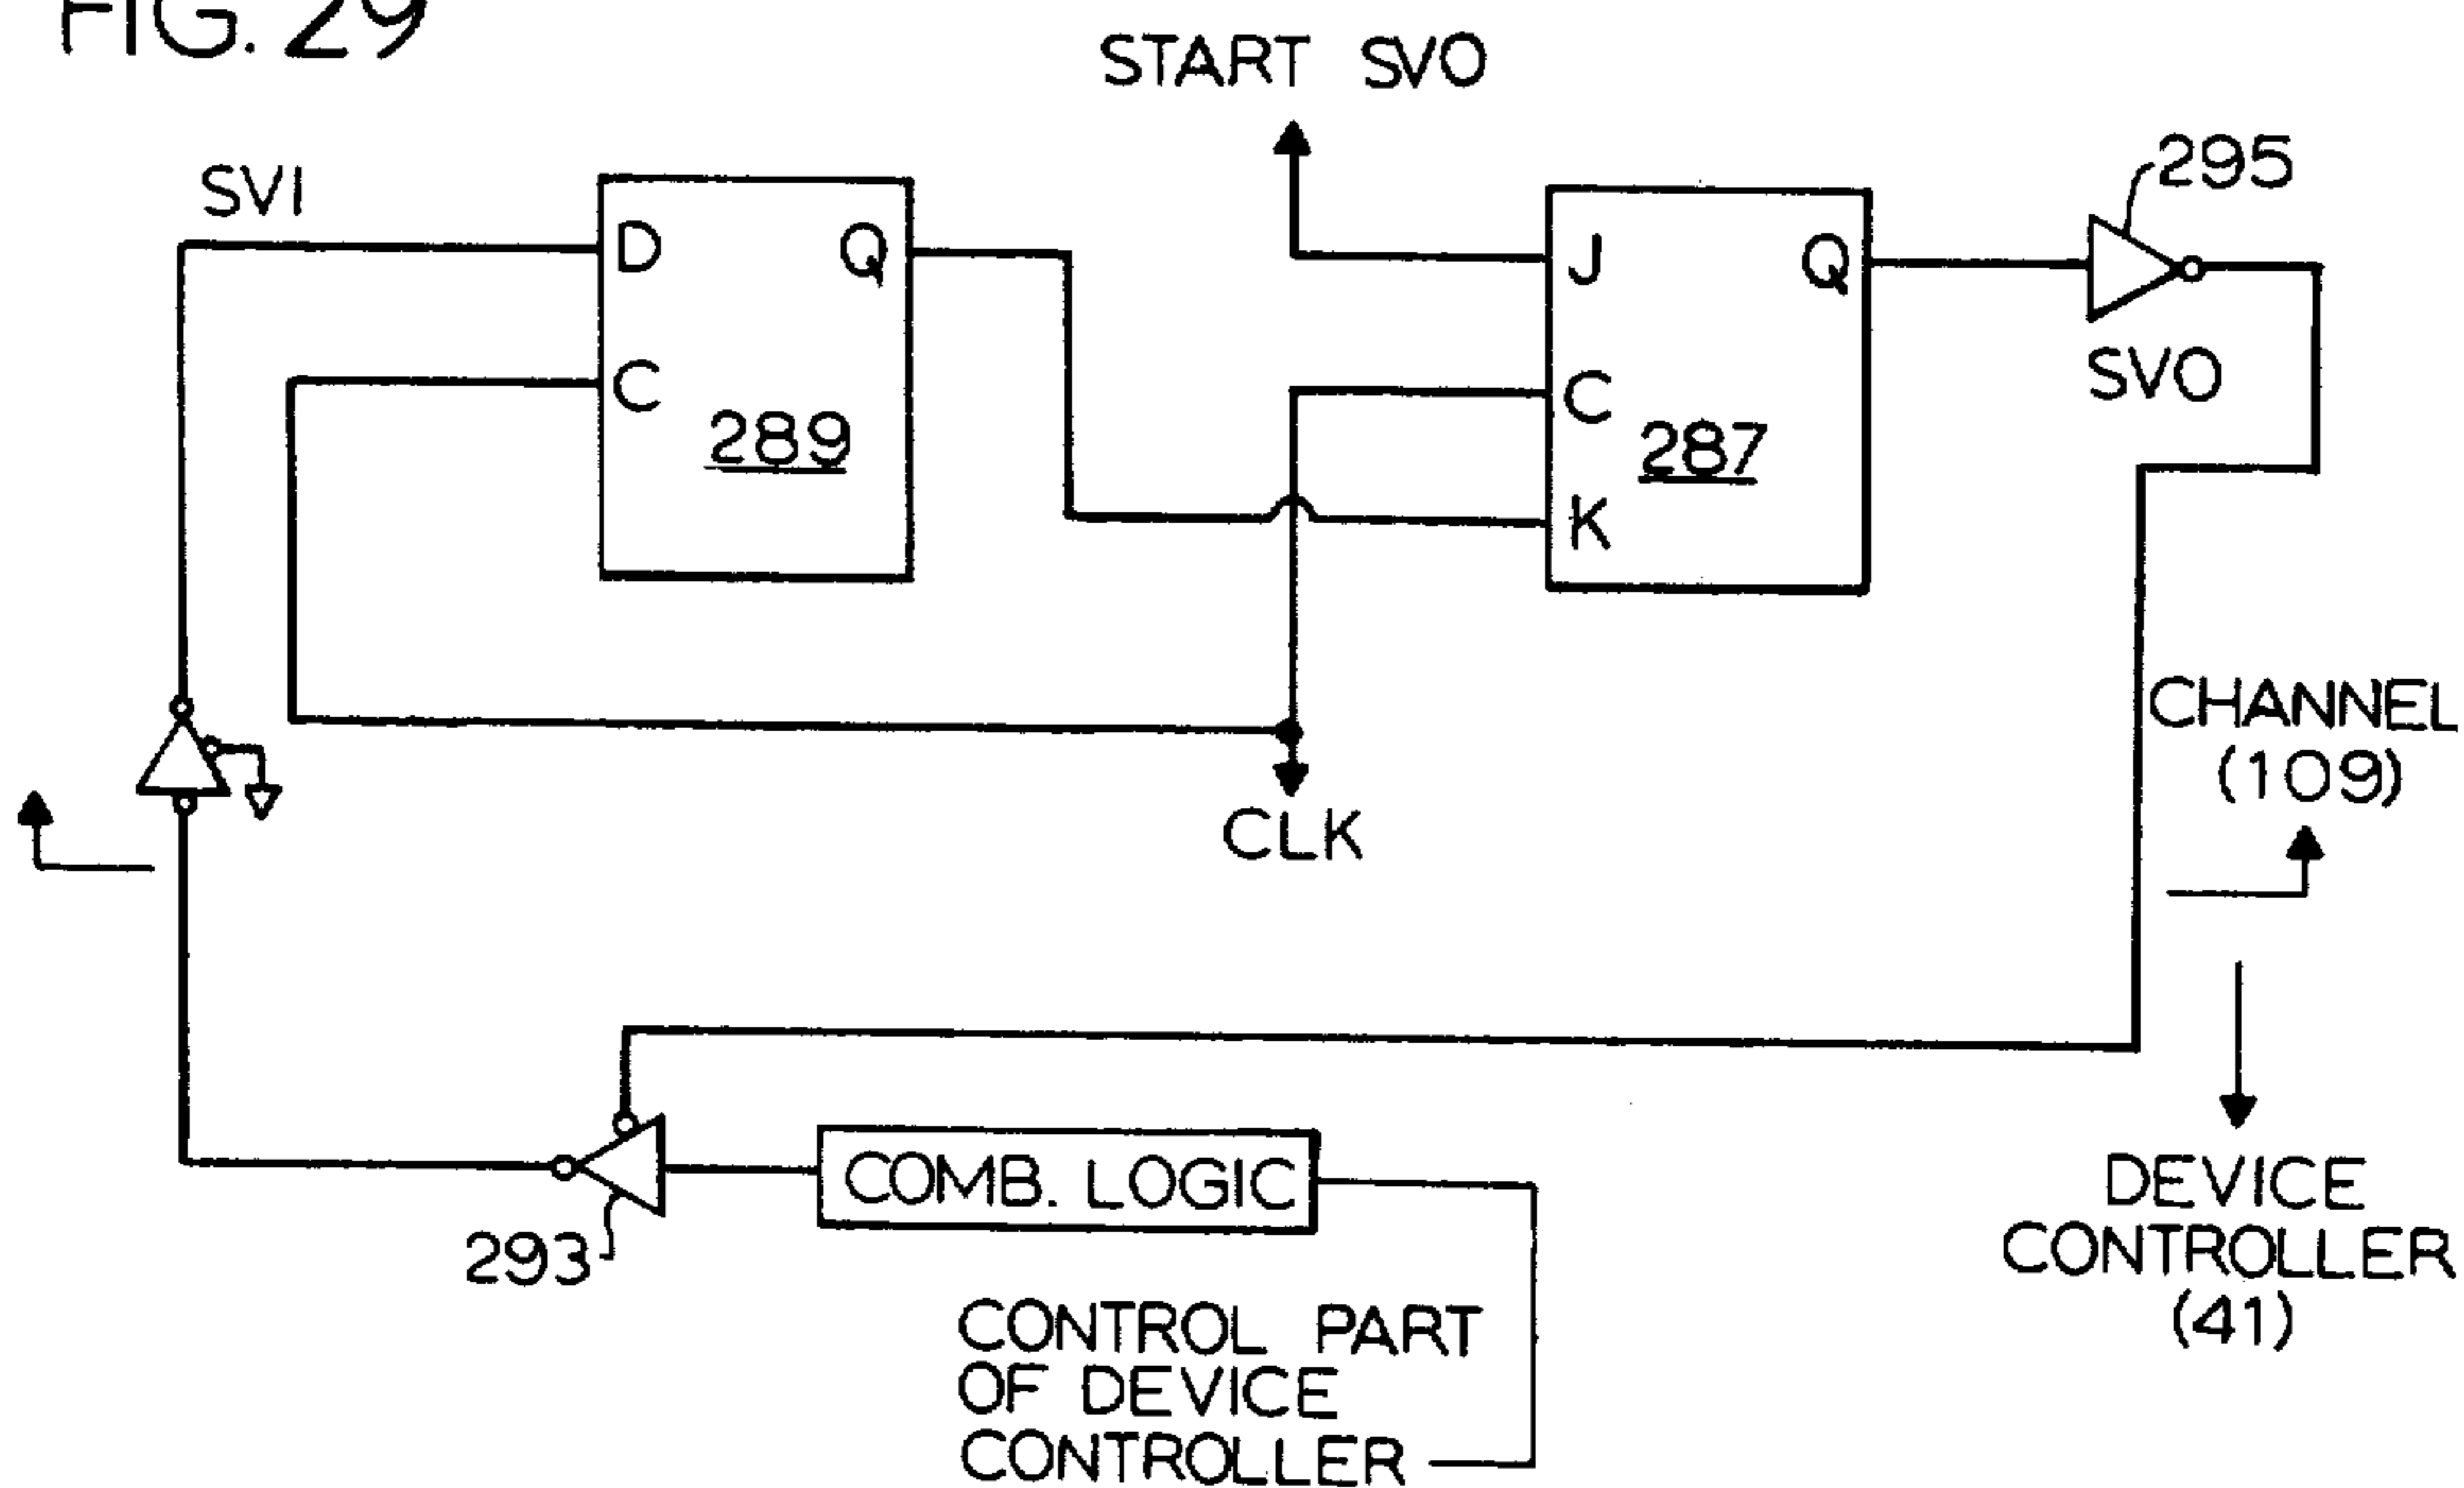 FIG. 29
START SVO
295
SVI
D
Q
J
Q
C
C
SVO
289
287
K
CHANNEL
(109)
CLK
COMB. LOGIC
DEVICE
CONTROLLER
(41)
293
CONTROL PART
OF DEVICE
CONTROLLER